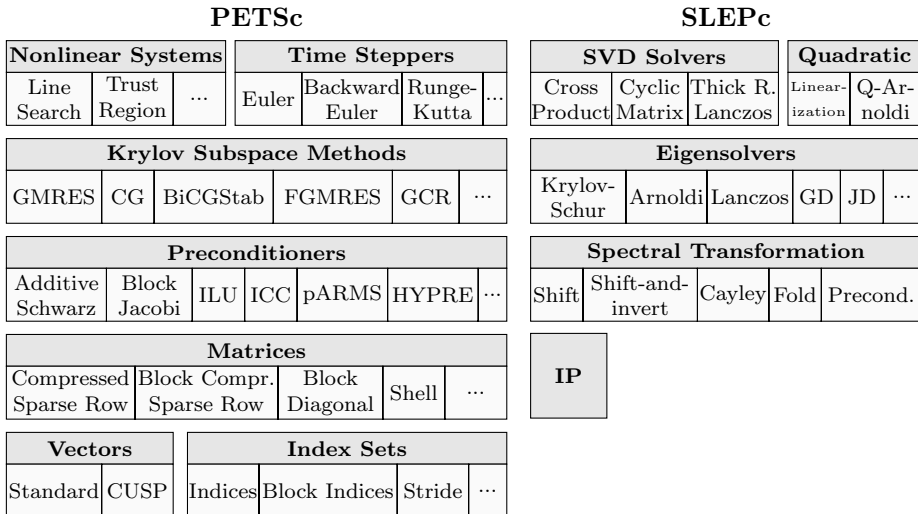 PETSc
SLEPc
Nonlinear Systems
Line
Search
Trust
Region
...
Time Steppers
Euler
Backward
Euler
Runge-
Kutta
...
SVD Solvers
Cross
Product
Cyclic
Matrix
Thick R.
Lanczos
Quadratic
Linear-
ization
Q-Ar-
noldi
Krylov Subspace Methods
GMRES
CG
BiCGStab
FGMRES
GCR
...
Eigensolvers
Krylov-
Schur
Arnoldi
Lanczos
GD
JD
...
Preconditioners
Additive
Schwarz
Block
Jacobi
ILU
ICC
pARMS
HYPRE
...
Spectral Transformation
Shift
Shift-and-
invert
Cayley
Fold
Precond.
Matrices
Compressed
Sparse Row
Block Compr.
Sparse Row
Block
Diagonal
Shell
...
IP
Vectors
Standard
CUSP
Index Sets
Indices
Block Indices
Stride
...